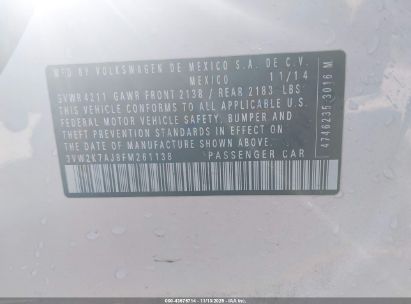 MFD BY VOLKSWAGEN DE MEXICO S.A. DE C.V.
MEXICO 11/14
GVWR 4211 GAWR FRONT 2138 / REAR 2183 LBS
THIS VEHICLE CONFORMS TO ALL APPLICABLE U.S.
FEDERAL MOTOR VEHICLE SAFETY, BUMPER AND
THEFT PREVENTION STANDARDS IN EFFECT ON
THE DATE OF MANUFACTURE SHOWN ABOVE.
3VW2K7AJ8FM261138 PASSENGER CAR
4746235 3016 M